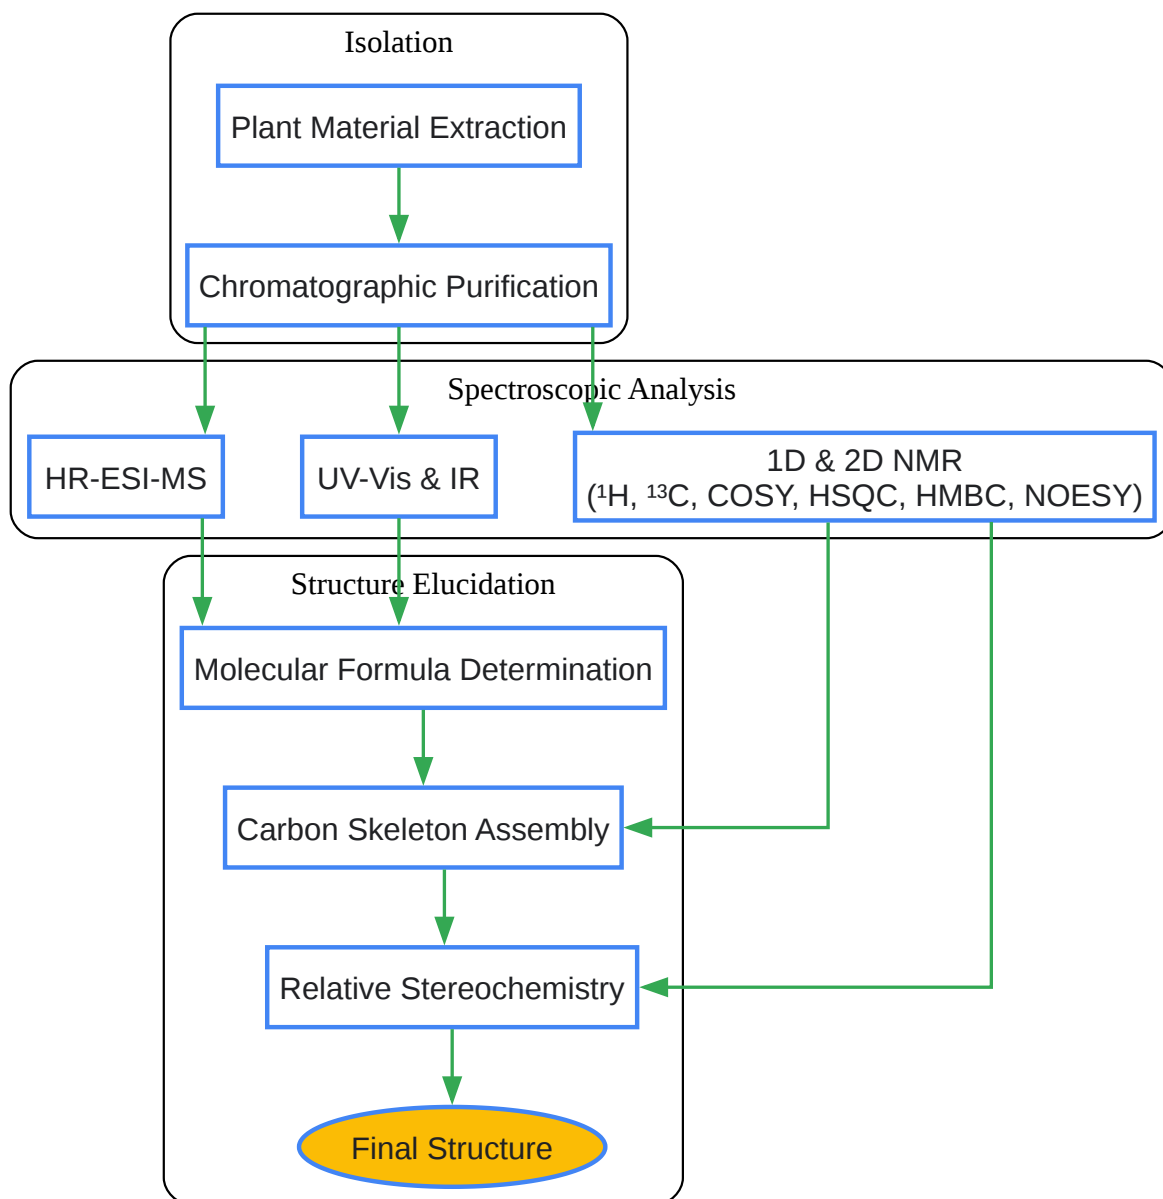 Isolation
Plant Material Extraction
Chromatographic Purification
Spectroscopic Analysis
HR-ESI-MS
UV-Vis & IR
1D & 2D NMR
(¹H, ¹³C, COSY, HSQC, HMBC, NOESY)
Structure Elucidation
Molecular Formula Determination
Carbon Skeleton Assembly
Relative Stereochemistry
Final Structure